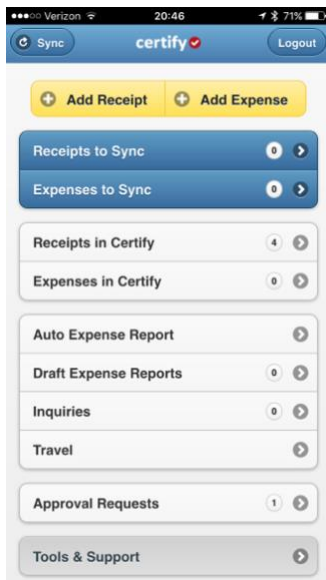 Verizon 20:46 71%
Sync certify Logout
Add Receipt Add Expense
Receipts to Sync 0
Expenses to Sync 0
Receipts in Certify 4
Expenses in Certify 0
Auto Expense Report
Draft Expense Reports 0
Inquiries 0
Travel
Approval Requests 1
Tools & Support